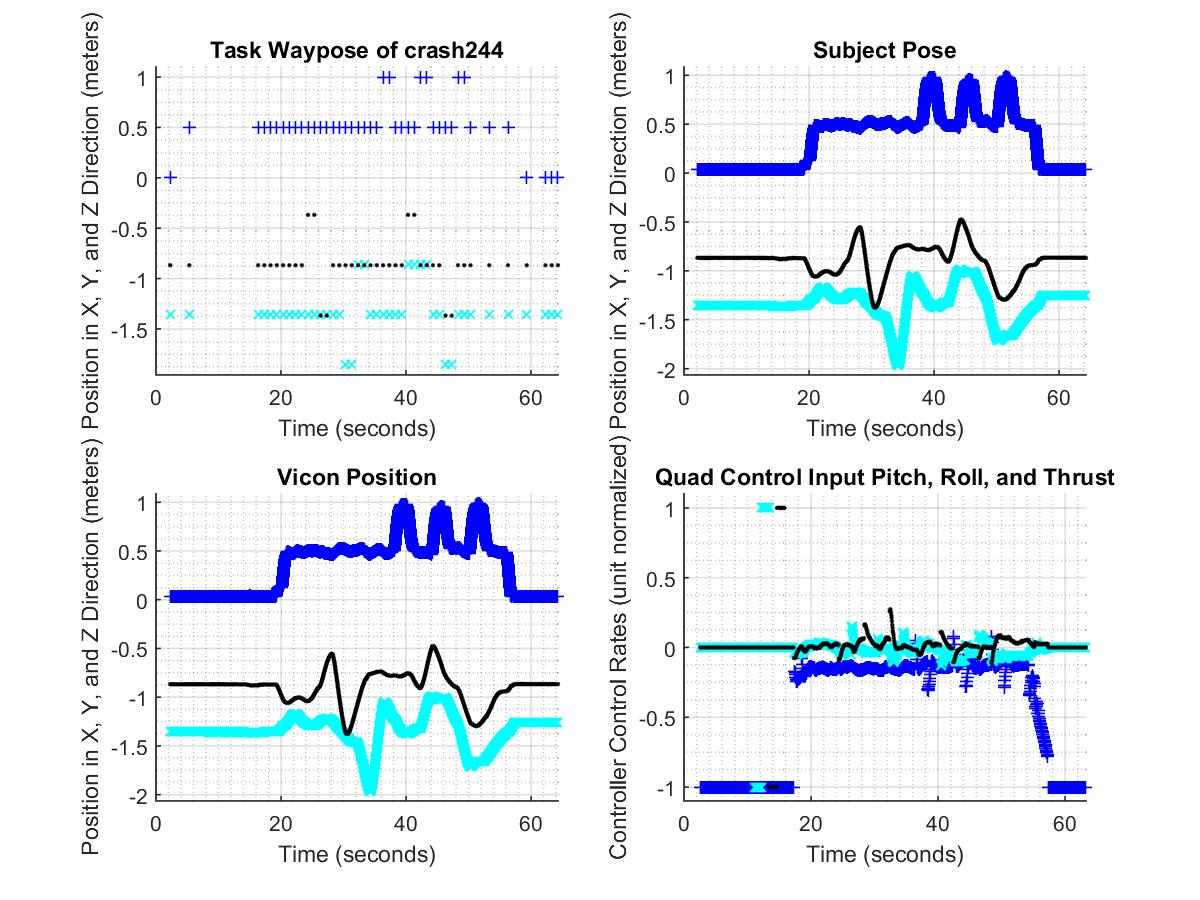 Task Waypose of crash244
Position in X, Y, and Z Direction (meters)
1
0.5
0
-0.5
-1
-1.5
0 20 40 60
Time (seconds)
Subject Pose
Position in X, Y, and Z Direction (meters)
1
0.5
0
-0.5
-1
-1.5
-2
0 20 40 60
Time (seconds)
Vicon Position
Position in X, Y, and Z Direction (meters)
1
0.5
0
-0.5
-1
-1.5
-2
0 20 40 60
Time (seconds)
Quad Control Input Pitch, Roll, and Thrust
Controller Control Rates (unit normalized)
1
0.5
0
-0.5
-1
0 20 40 60
Time (seconds)